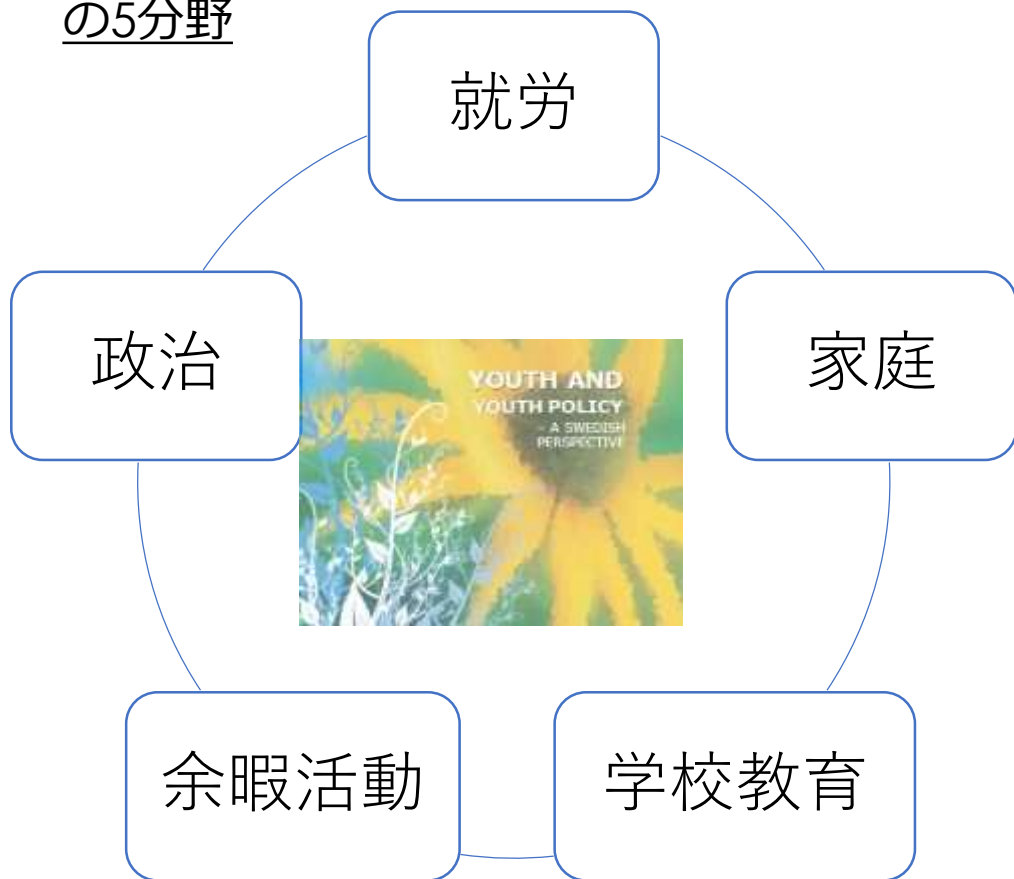 の5分野
就労
政治
家庭
YOUTH AND
YOUTH POLICY
- A SWEDISH
PERSPECTIVE
余暇活動
学校教育